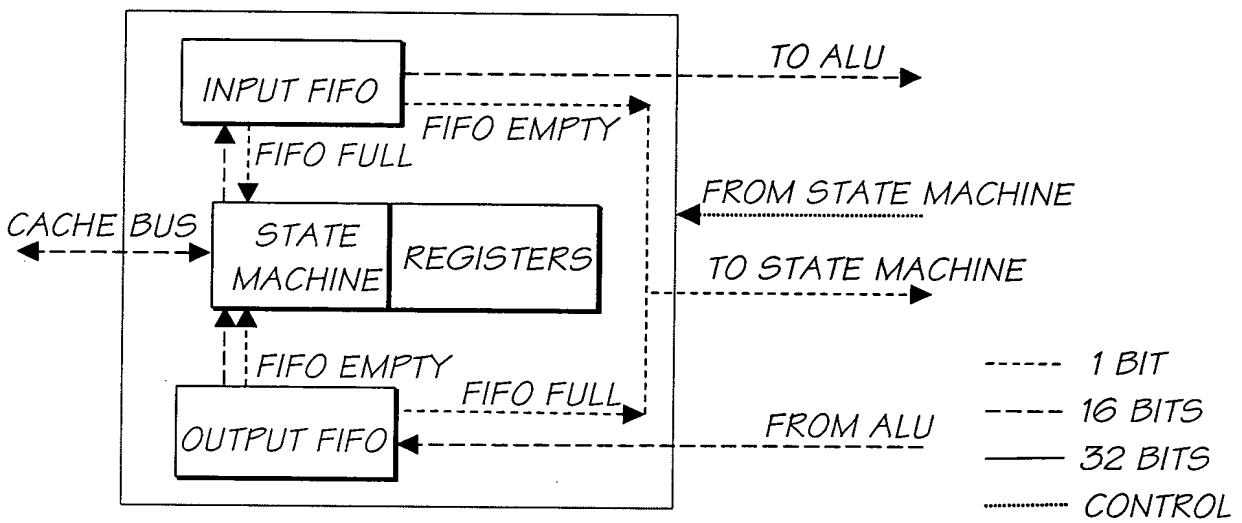 TO ALU
INPUT FIFO
FIFO EMPTY
FIFO FULL
FROM STATE MACHINE
CACHE BUS
STATE
MACHINE
REGISTERS
TO STATE MACHINE
FIFO EMPTY
FIFO FULL
OUTPUT FIFO
FROM ALU
1 BIT
16 BITS
32 BITS
CONTROL